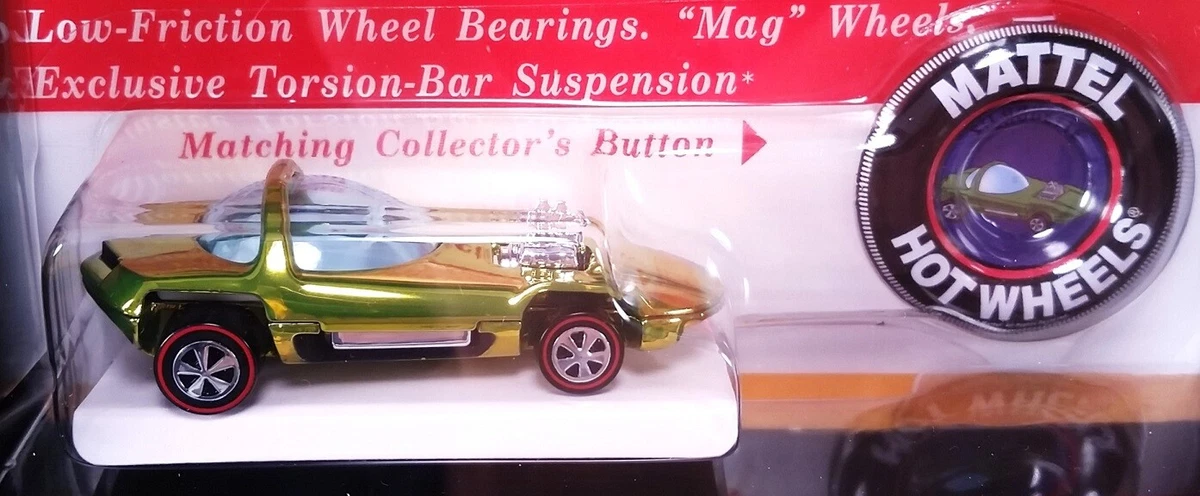 Low-Friction Wheel Bearings. “Mag” Wheels.
Exclusive Torsion-Bar Suspension*
Matching Collector's Button
MATTEL
HOT WHEELS®